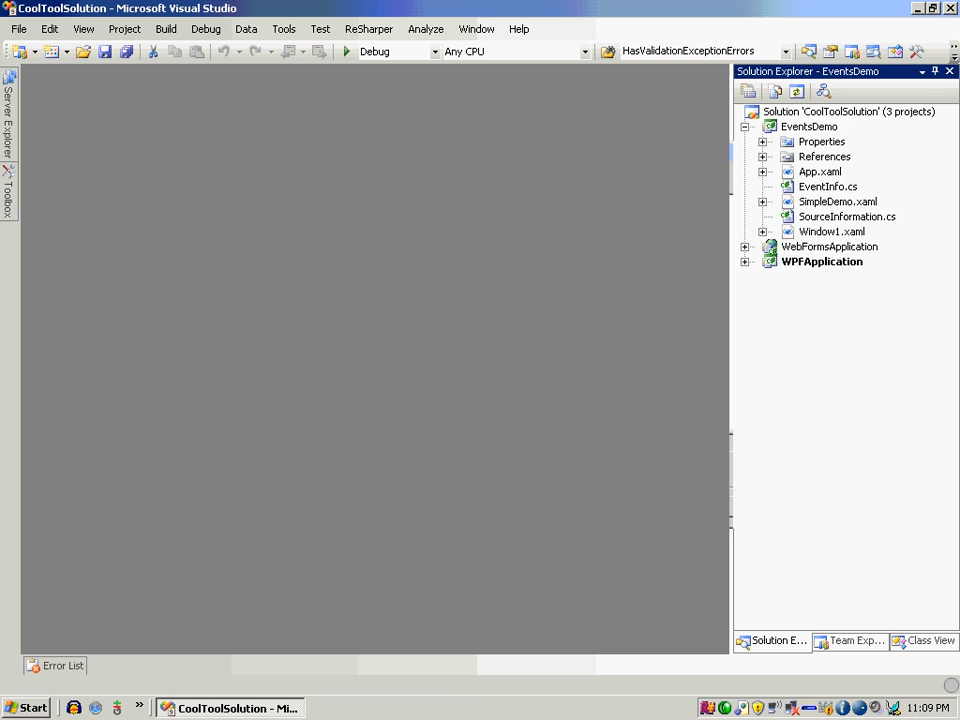 CoolToolSolution - Microsoft Visual Studio
File Edit View Project Build Debug Data Tools Test ReSharper Analyze Window Help
Debug Any CPU HasValidationExceptionErrors
Server Explorer
Toolbox
Solution Explorer - EventsDemo
Solution 'CoolToolSolution' (3 projects)
EventsDemo
Properties
References
App.xaml
EventInfo.cs
SimpleDemo.xaml
SourceInformation.cs
Window1.xaml
WebFormsApplication
WPFApplication
Solution E... Team Exp... Class View
Error List
Start » CoolToolSolution - Mi... 11:09 PM